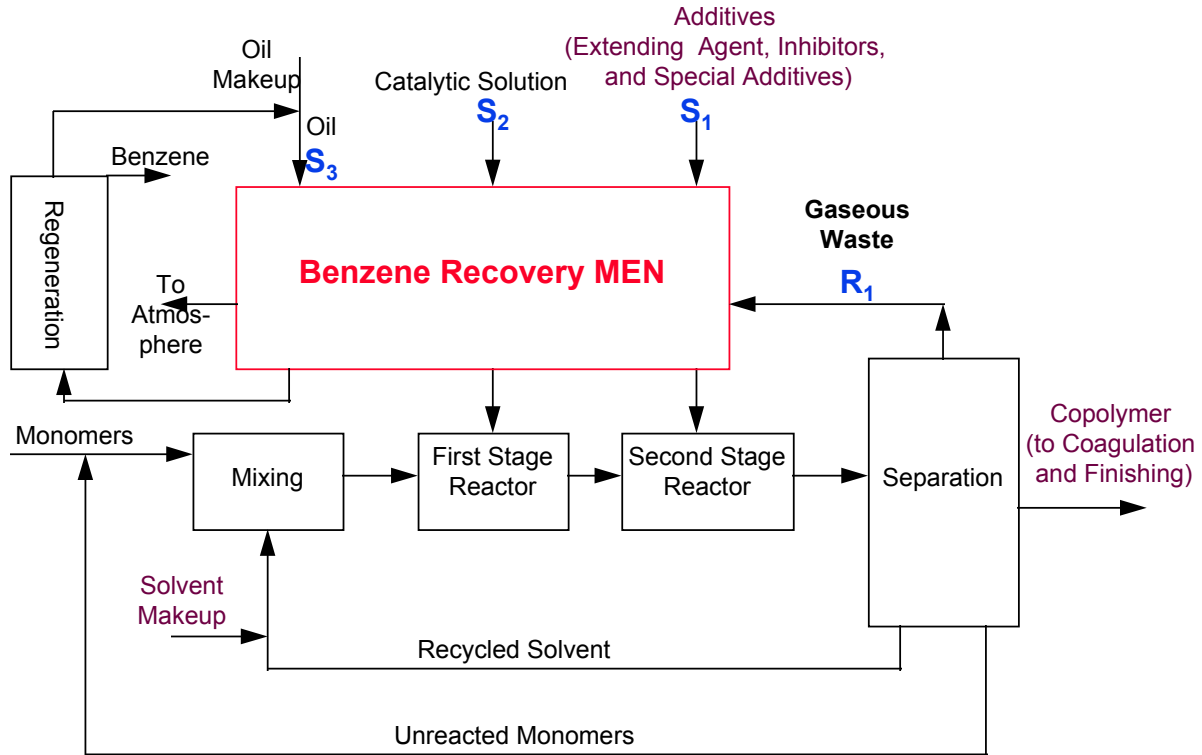 Additives
(Extending Agent, Inhibitors,
and Special Additives)
Oil
Makeup
Catalytic Solution
S2
S1
Oil
S3
Benzene
Regeneration
Gaseous
Waste
R1
Benzene Recovery MEN
To
Atmos-
phere
Monomers
Mixing
First Stage
Reactor
Second Stage
Reactor
Separation
Copolymer
(to Coagulation
and Finishing)
Solvent
Makeup
Recycled Solvent
Unreacted Monomers